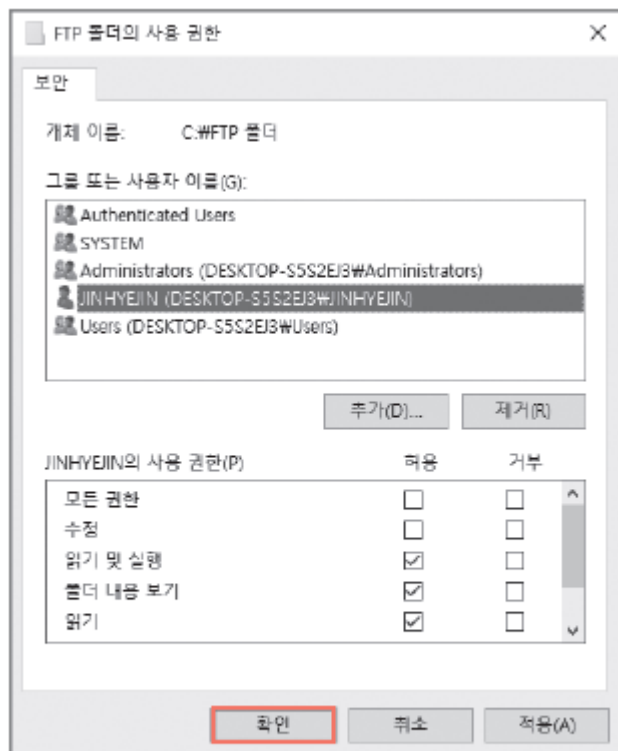 FTP 폴더의 사용 권한
보안
개체 이름: C:₩FTP 폴더
그룹 또는 사용자 이름(G):
Authenticated Users
SYSTEM
Administrators (DESKTOP-S5S2EJ3₩Administrators)
JINHYEJIN (DESKTOP-S5S2EJ3₩JINHYEJIN)
Users (DESKTOP-S5S2EJ3₩Users)
추가(D)... 제거(R)
JINHYEJIN의 사용 권한(P) 허용 거부
모든 권한
수정
읽기 및 실행
폴더 내용 보기
읽기
확인 취소 적용(A)